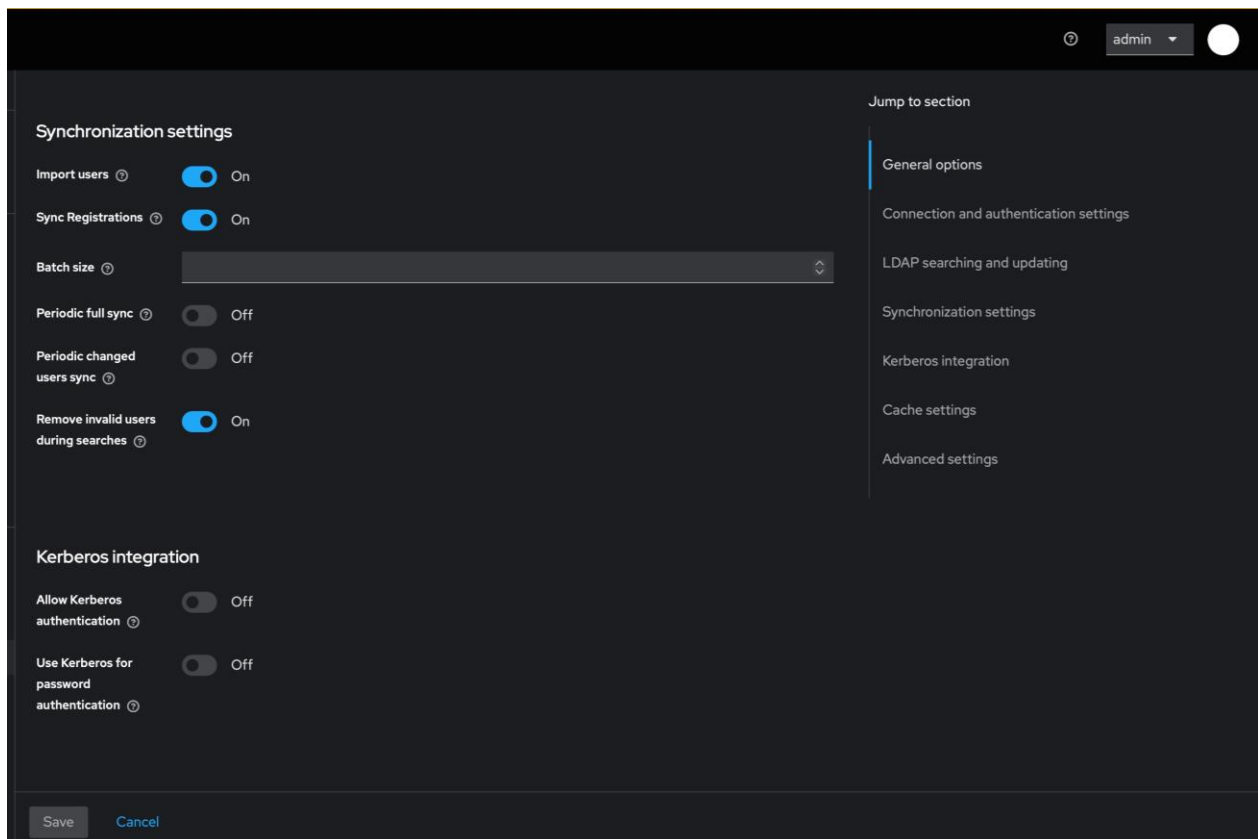 admin
Jump to section
Synchronization settings
Import users
On
Sync Registrations
On
Batch size
Periodic full sync
Off
Periodic changed
users sync
Off
Remove invalid users
during searches
On
General options
Connection and authentication settings
LDAP searching and updating
Synchronization settings
Kerberos integration
Cache settings
Advanced settings
Kerberos integration
Allow Kerberos
authentication
Off
Use Kerberos for
password
authentication
Off
Save
Cancel